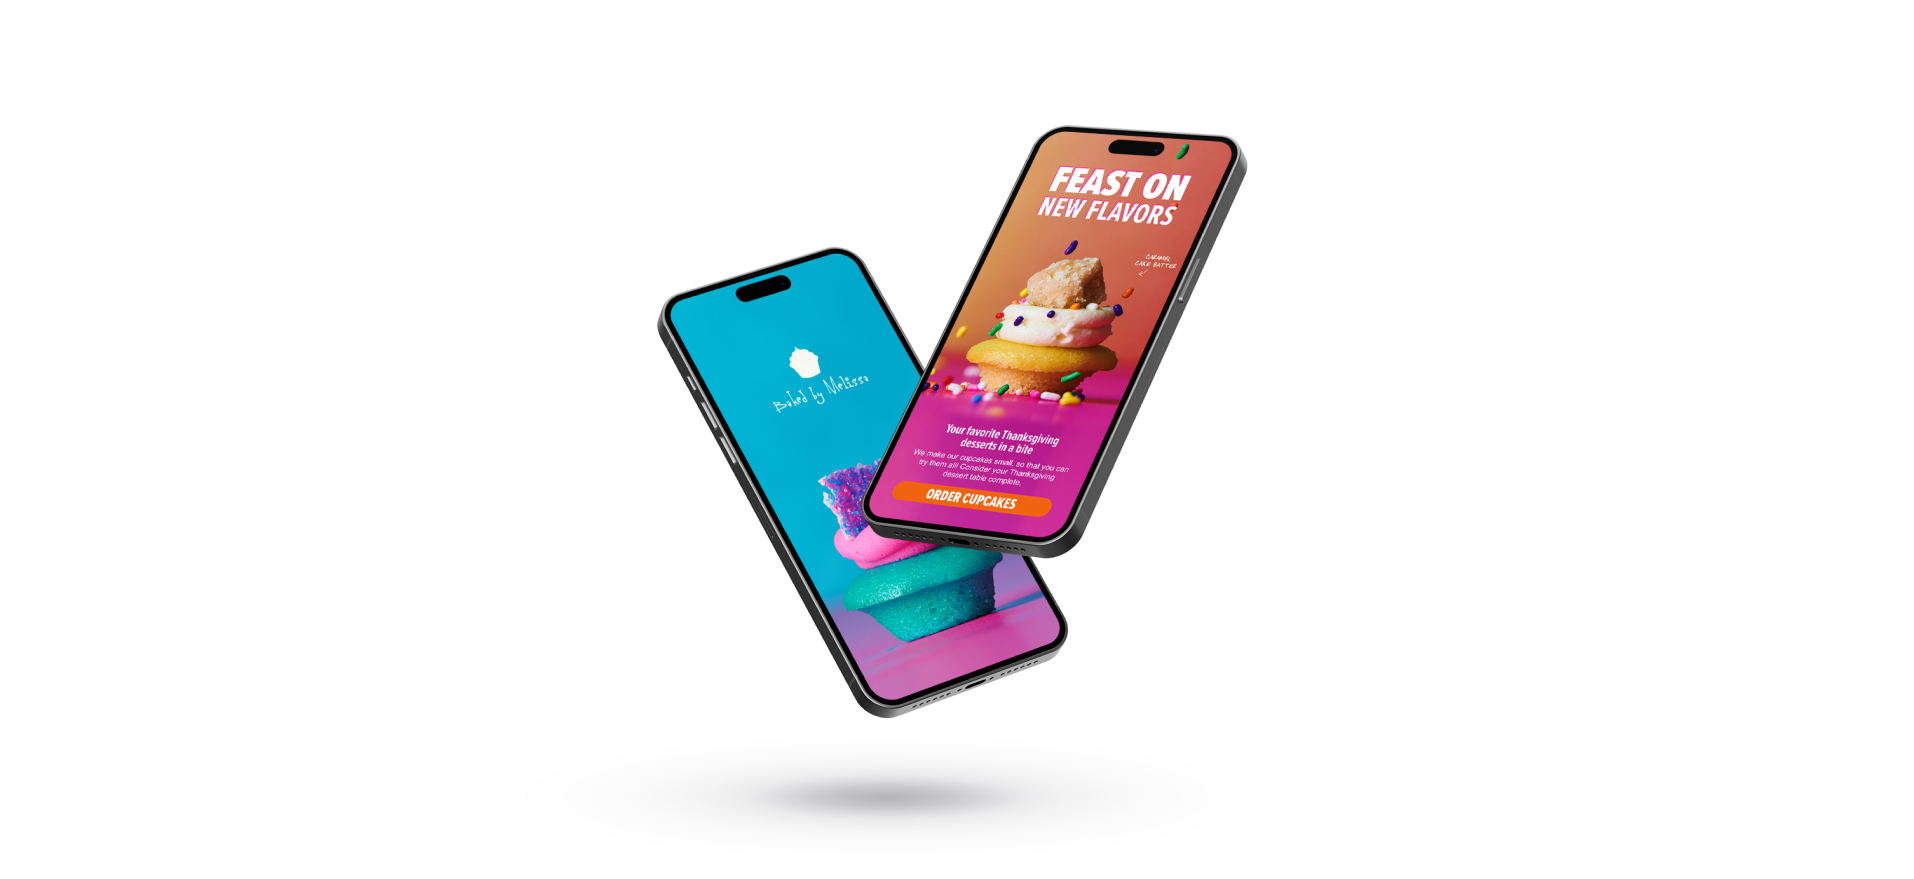 Baked by Melissa
FEAST ON
NEW FLAVORS
CARAMEL
CAKE BATTER
Your favorite Thanksgiving
desserts in a bite
We make our cupcakes small, so that you can
try them all! Consider your Thanksgiving
dessert table complete.
ORDER CUPCAKES